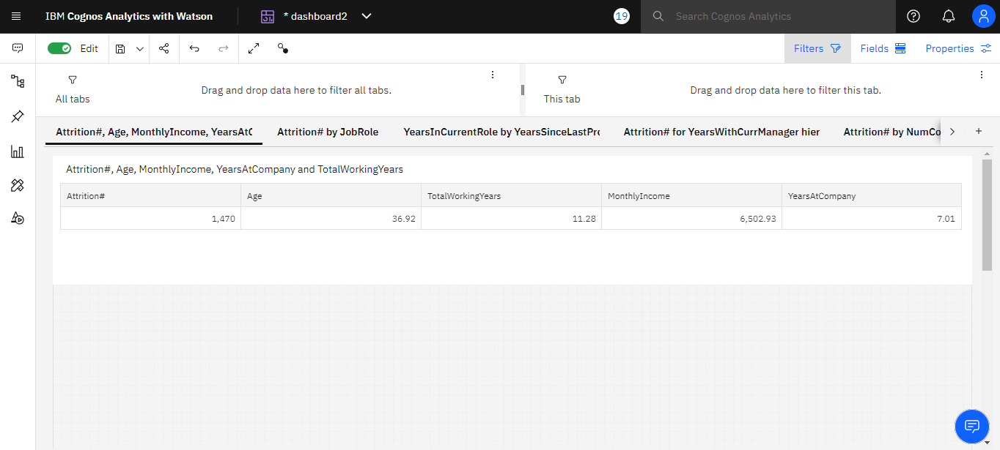 IBM Cognos Analytics with Watson
* dashboard2
19
Search Cognos Analytics
Edit
Filters
Fields
Properties
All tabs
Drag and drop data here to filter all tabs.
This tab
Drag and drop data here to filter this tab.
Attrition#, Age, MonthlyIncome, YearsAtC
Attrition# by JobRole
YearsInCurrentRole by YearsSinceLastPro
Attrition# for YearsWithCurrManager hier
Attrition# by NumCo
Attrition#, Age, MonthlyIncome, YearsAtCompany and TotalWorkingYears
Attrition# Age TotalWorkingYears MonthlyIncome YearsAtCompany
1,470 36.92 11.28 6,502.93 7.01